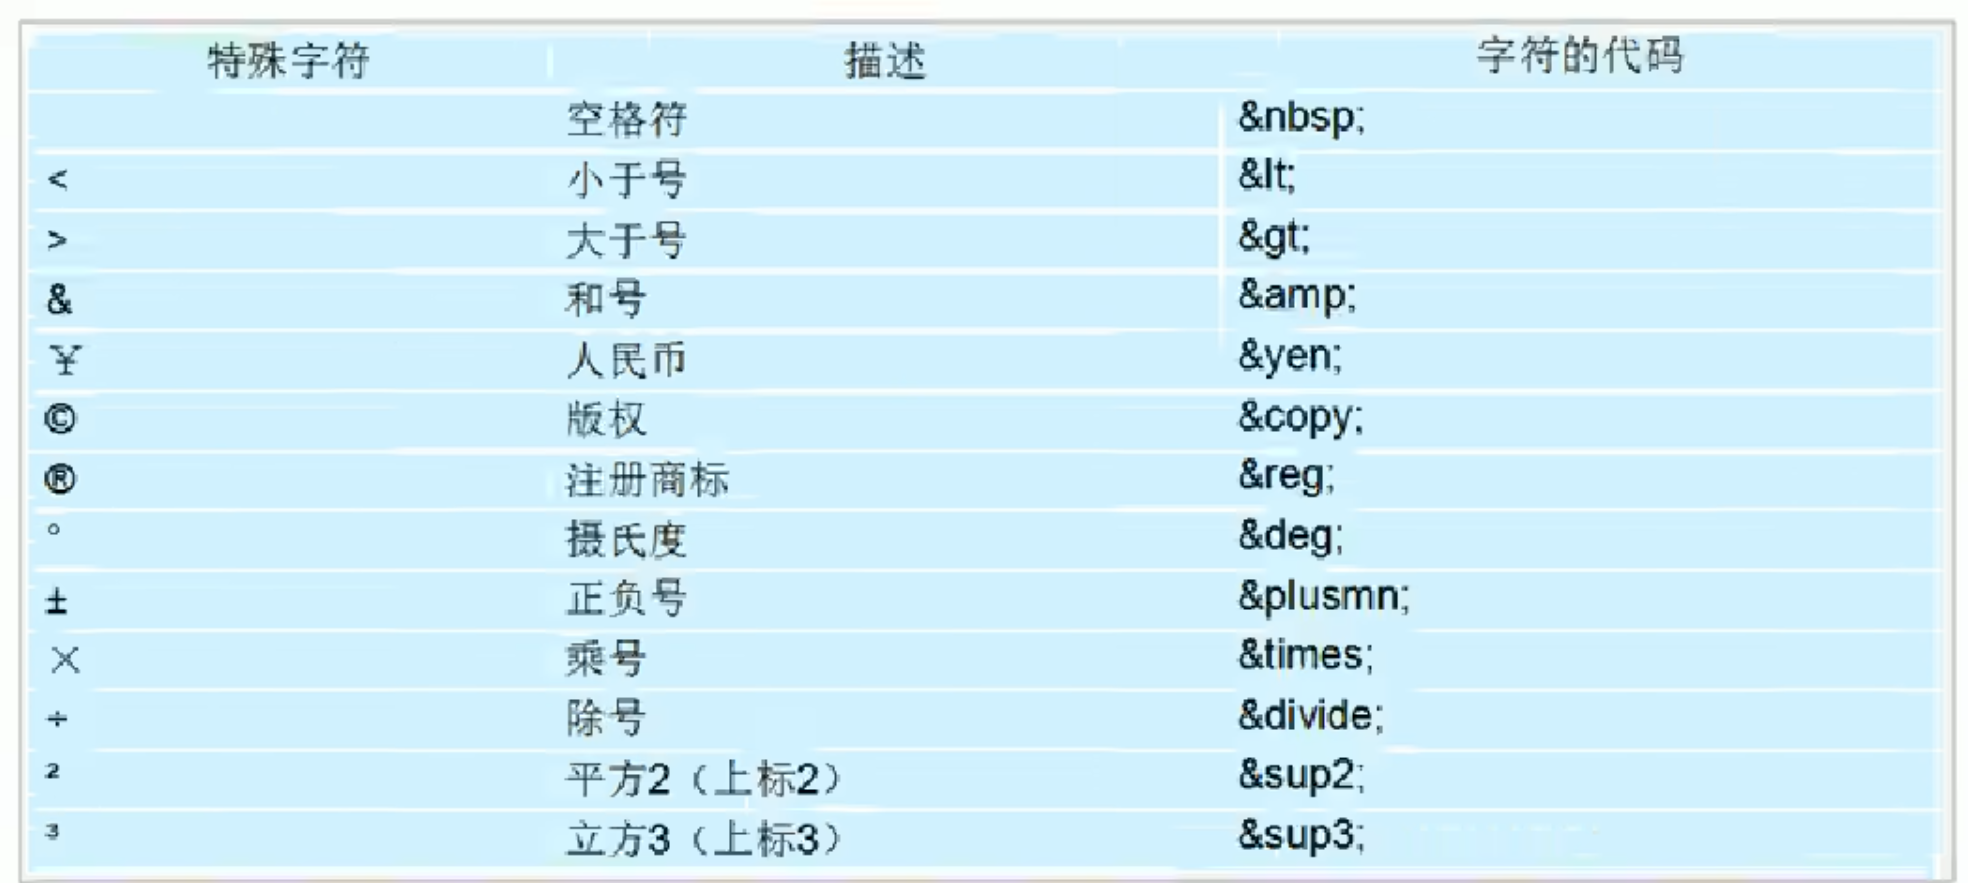 特殊字符 描述 字符的代码
空格符 &nbsp;
< 小于号 &lt;
> 大于号 &gt;
& 和号 &amp;
¥ 人民币 &yen;
© 版权 &copy;
® 注册商标 &reg;
° 摄氏度 &deg;
± 正负号 &plusmn;
× 乘号 &times;
÷ 除号 &divide;
² 平方2（上标2） &sup2;
³ 立方3（上标3） &sup3;